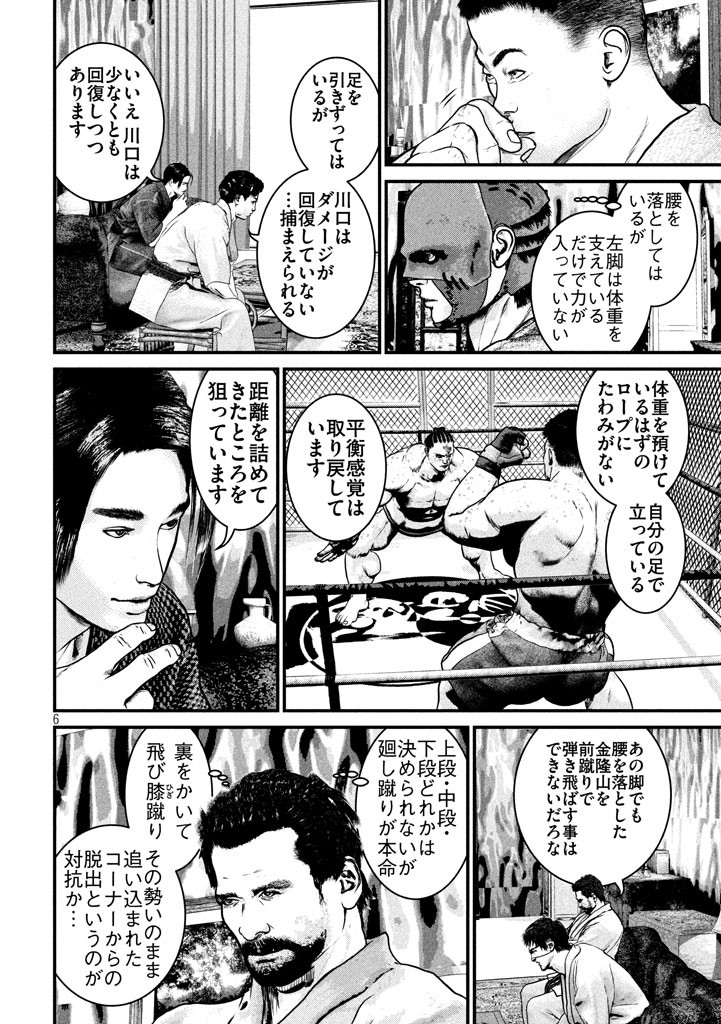 腰を
落としては
いるが
左脚は体重を
支えている
だけで力が
入っていない
足を
引きずっては
いるが
川口は
ダメージが
回復していない
…捕まえられる
いいえ 川口は
少なくとも
回復しつつ
あります
体重を預けて
いるはずの
ロープに
たわみがない
自分の足で
立っている
平衡感覚は
取り戻して
います
距離を詰めて
きたところを
狙っています
6
あの脚でも
腰を落とした
金隆山を
前蹴りで
弾き飛ばす事は
できないだろな
上段・中段・
下段どれかは
決められないが
廻し蹴りが本命
裏をかいて
飛び膝蹴り
ひざ
その勢いのまま
追い込まれた
コーナーからの
脱出というのが
対抗か…